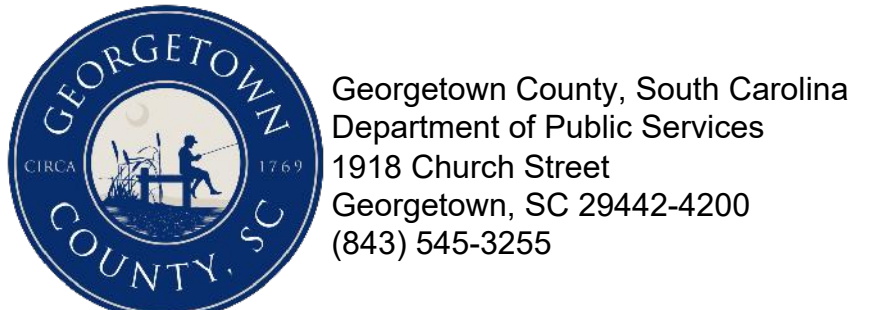 GEORGETOWN
CIRCA 1769
COUNTY, SC
Georgetown County, South Carolina
Department of Public Services
1918 Church Street
Georgetown, SC 29442-4200
(843) 545-3255